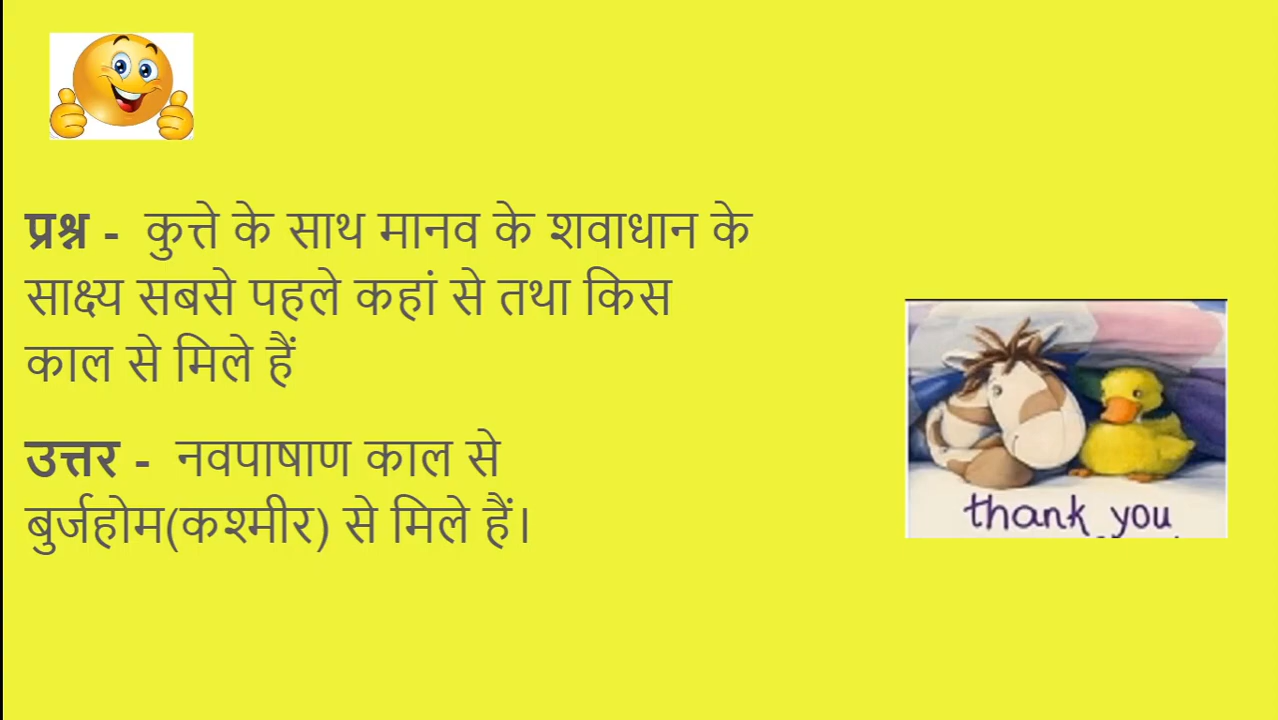 प्रश्न - कुत्ते के साथ मानव के शवाधान के
साक्ष्य सबसे पहले कहां से तथा किस
काल से मिले हैं
उत्तर - नवपाषाण काल से
बुर्जहोम(कश्मीर) से मिले हैं।
thank you